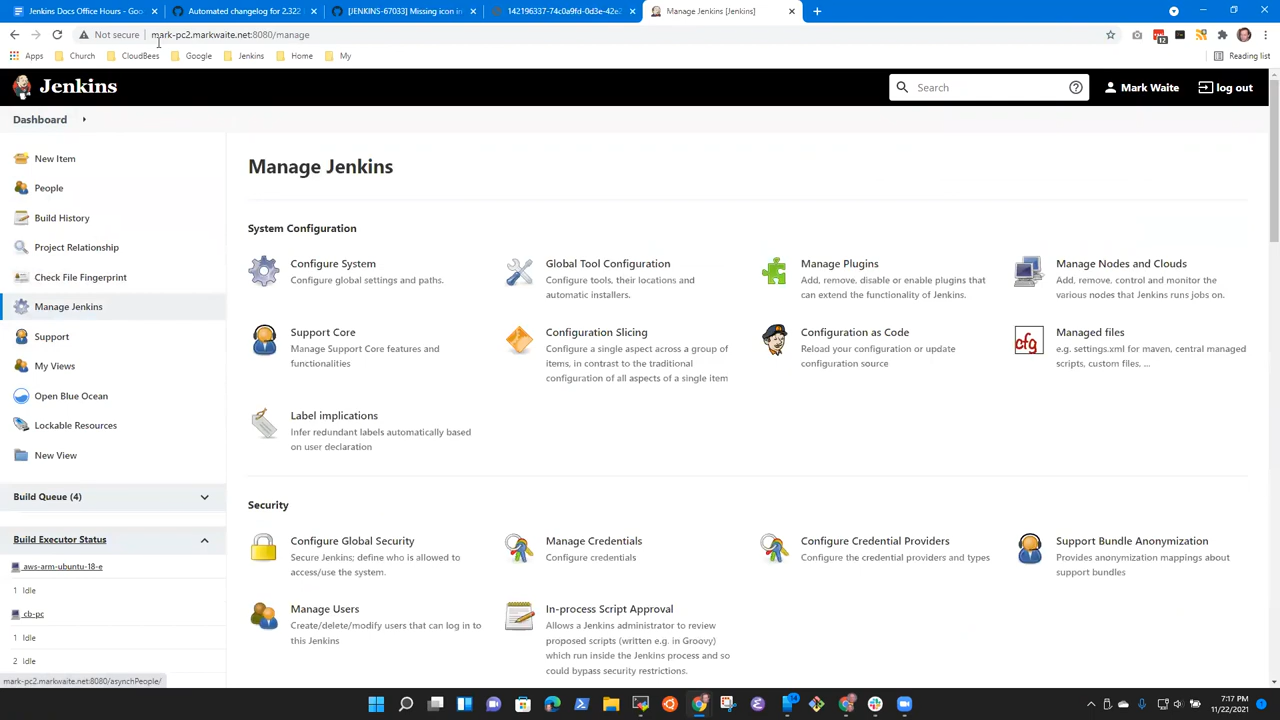 Jenkins Docs Office Hours - Goo
Automated changelog for 2.322
[JENKINS-67033] Missing icon in
142196337-74c0a9fd-0d3e-42e2
Manage Jenkins [Jenkins]
Not secure
mark-pc2.markwaite.net:8080/manage
12
Apps
Church
CloudBees
Google
Jenkins
Home
My
Reading list
Jenkins
Search
Mark Waite
log out
Dashboard
New Item
People
Build History
Project Relationship
Check File Fingerprint
Manage Jenkins
Support
My Views
Open Blue Ocean
Lockable Resources
New View
Build Queue (4)
Build Executor Status
aws-arm-ubuntu-18-e
1 Idle
cb-pc
1 Idle
2 Idle
mark-pc2.markwaite.net:8080/asynchPeople/
Manage Jenkins
System Configuration
Configure System
Configure global settings and paths.
Global Tool Configuration
Configure tools, their locations and
automatic installers.
Manage Plugins
Add, remove, disable or enable plugins that
can extend the functionality of Jenkins.
Manage Nodes and Clouds
Add, remove, control and monitor the
various nodes that Jenkins runs jobs on.
Support Core
Manage Support Core features and
functionalities
Configuration Slicing
Configure a single aspect across a group of
items, in contrast to the traditional
configuration of all aspects of a single item
Configuration as Code
Reload your configuration or update
configuration source
cfg
Managed files
e.g. settings.xml for maven, central managed
scripts, custom files, ...
Label implications
Infer redundant labels automatically based
on user declaration
Security
Configure Global Security
Secure Jenkins; define who is allowed to
access/use the system.
Manage Credentials
Configure credentials
Configure Credential Providers
Configure the credential providers and types
Support Bundle Anonymization
Provides anonymization mappings about
support bundles
Manage Users
Create/delete/modify users that can log in to
this Jenkins
In-process Script Approval
Allows a Jenkins administrator to review
proposed scripts (written e.g. in Groovy)
which run inside the Jenkins process and so
could bypass security restrictions.
7:17 PM
11/22/2021